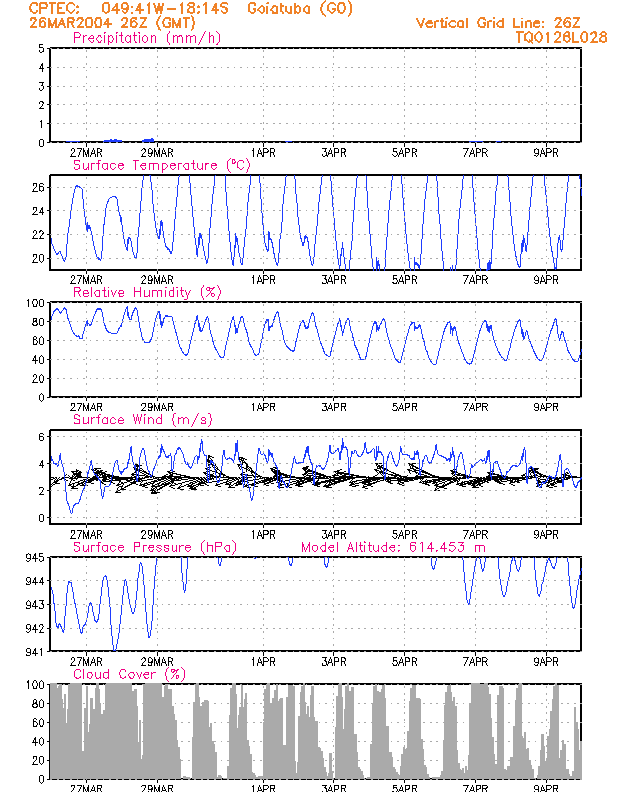 CPTEC: 049:41W-18:14S Goiatuba (GO)
26MAR2004 26Z (GMT) Vertical Grid Line: 26Z
Precipitation (mm/h) TQ0126L028
5
4
3
2
1
0
27MAR 29MAR 1APR 3APR 5APR 7APR 9APR
Surface Temperature (°C)
26
24
22
20
27MAR 29MAR 1APR 3APR 5APR 7APR 9APR
Relative Humidity (%)
100
80
60
40
20
0
27MAR 29MAR 1APR 3APR 5APR 7APR 9APR
Surface Wind (m/s)
6
4
2
0
27MAR 29MAR 1APR 3APR 5APR 7APR 9APR
Surface Pressure (hPa) Model Altitude: 614.453 m
945
944
943
942
941
27MAR 29MAR 1APR 3APR 5APR 7APR 9APR
Cloud Cover (%)
100
80
60
40
20
0
27MAR 29MAR 1APR 3APR 5APR 7APR 9APR